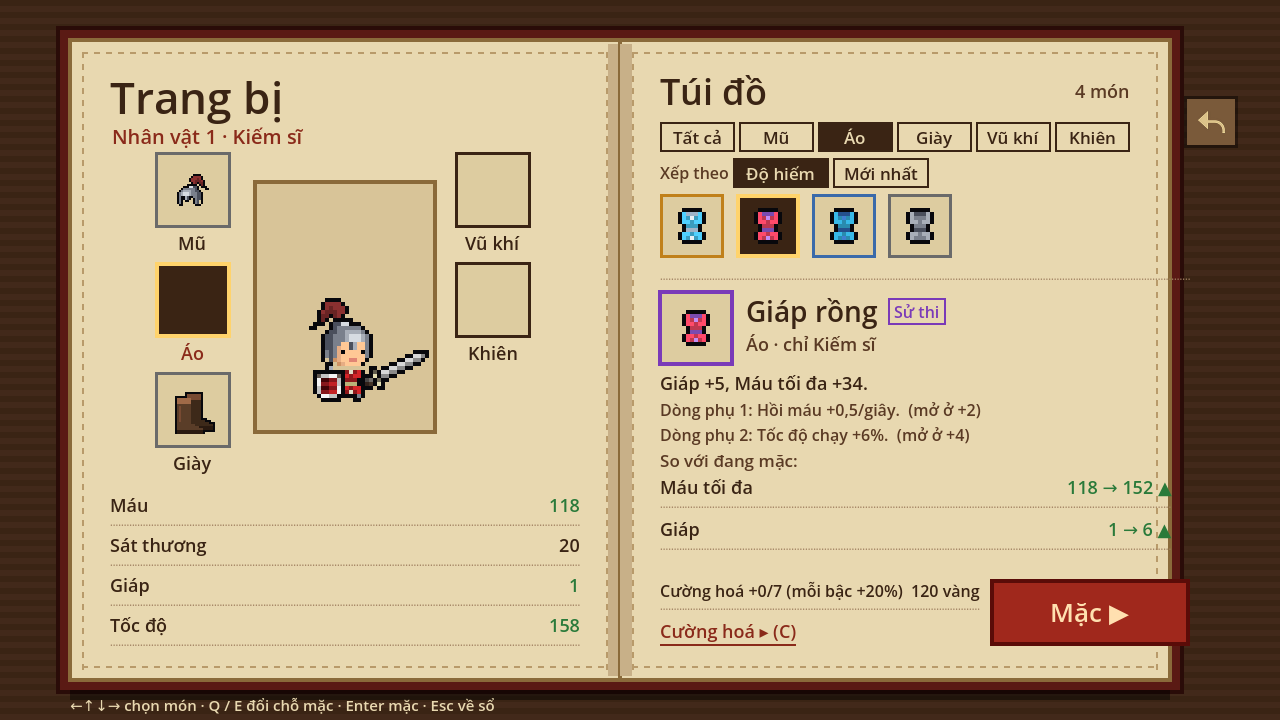 Trang bị
Nhân vật 1 · Kiếm sĩ
Mũ
Vũ khí
Áo
Khiên
Giày
Máu 118
Sát thương 20
Giáp 1
Tốc độ 158
Túi đồ 4 món
Tất cả Mũ Áo Giày Vũ khí Khiên
Xếp theo Độ hiếm Mới nhất
Giáp rồng Sử thi
Áo · chỉ Kiếm sĩ
Giáp +5, Máu tối đa +34.
Dòng phụ 1: Hồi máu +0,5/giây. (mở ở +2)
Dòng phụ 2: Tốc độ chạy +6%. (mở ở +4)
So với đang mặc:
Máu tối đa 118 → 152 ▲
Giáp 1 → 6 ▲
Cường hoá +0/7 (mỗi bậc +20%) 120 vàng
Cường hoá ▸ (C)
Mặc ▶
←↑↓→ chọn món · Q / E đổi chỗ mặc · Enter mặc · Esc về sổ